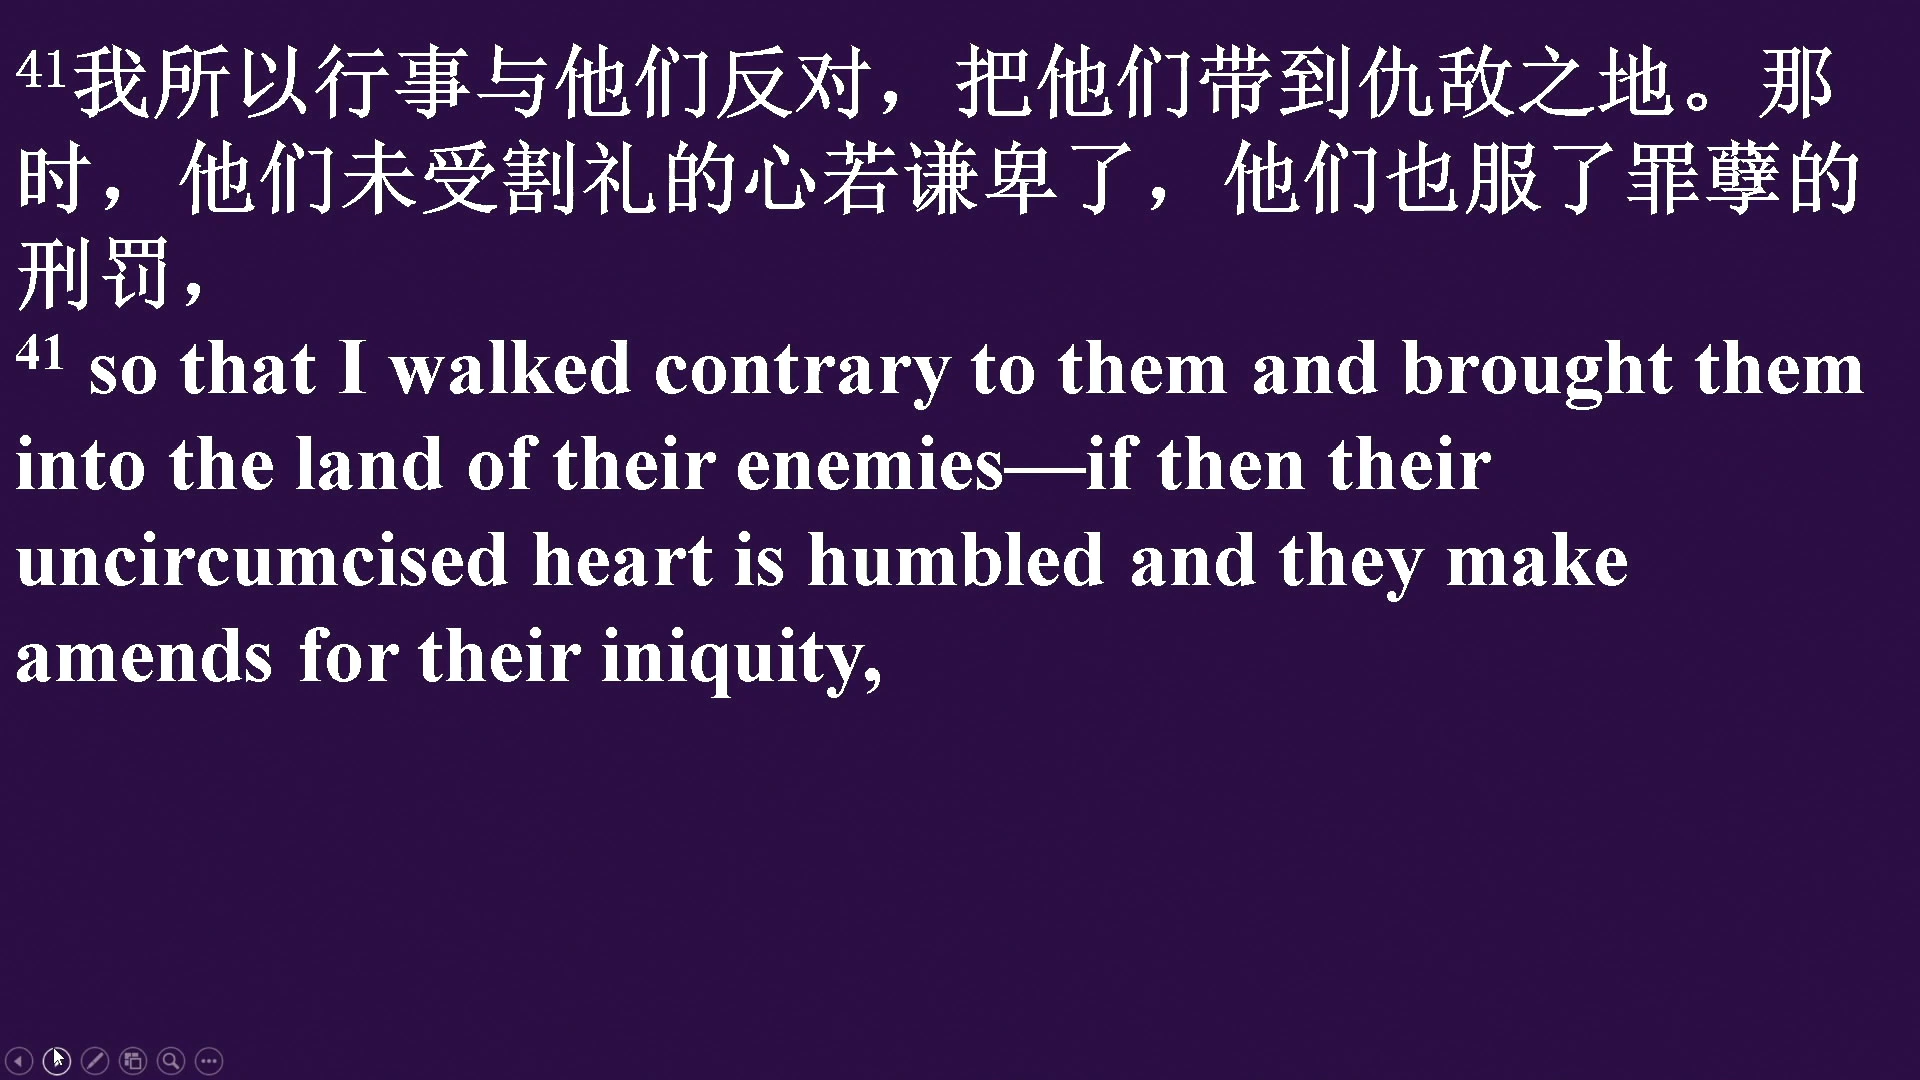 41我所以行事与他们反对，把他们带到仇敌之地。那
时，他们未受割礼的心若谦卑了，他们也服了罪孽的
刑罚，
41 so that I walked contrary to them and brought them
into the land of their enemies—if then their
uncircumcised heart is humbled and they make
amends for their iniquity,